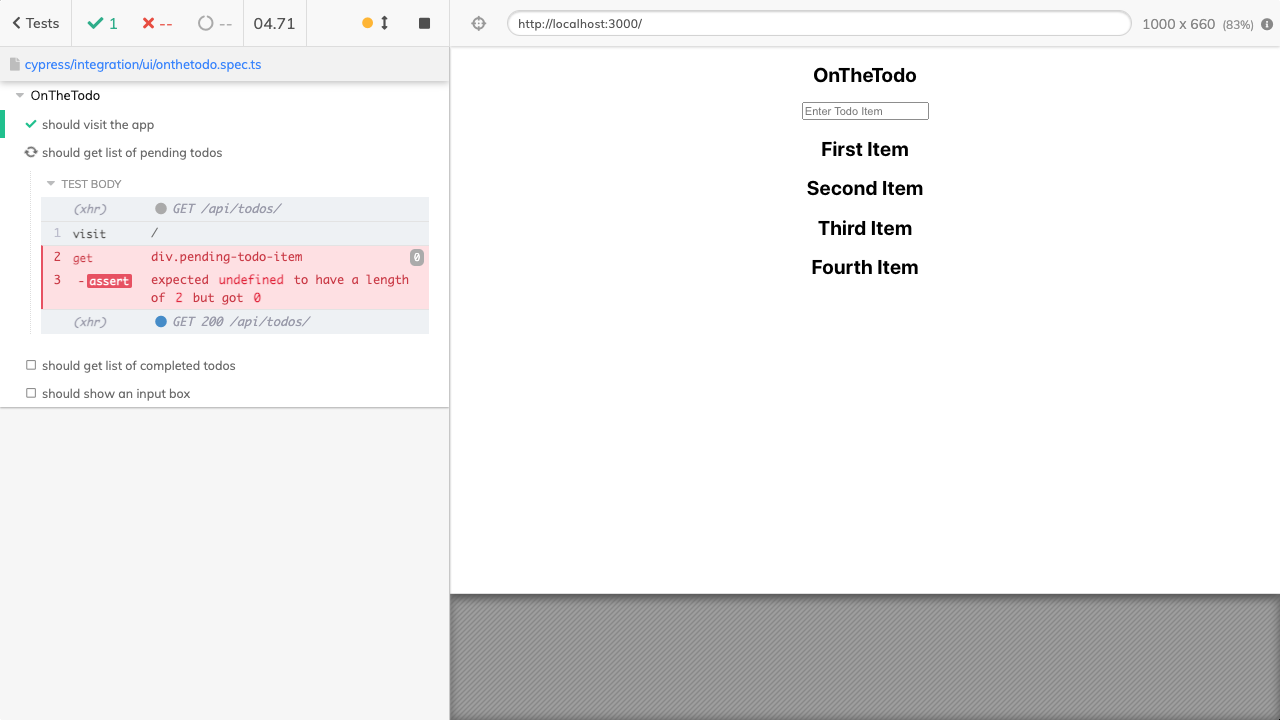 Tests
1
--
--
04.71
http://localhost:3000/
1000 x 660 (83%)
cypress/integration/ui/onthetodo.spec.ts
OnTheTodo
should visit the app
should get list of pending todos
TEST BODY
(xhr) GET /api/todos/
1 visit /
2 get div.pending-todo-item 0
3 -assert expected undefined to have a length
of 2 but got 0
(xhr) GET 200 /api/todos/
should get list of completed todos
should show an input box
OnTheTodo
Enter Todo Item
First Item
Second Item
Third Item
Fourth Item